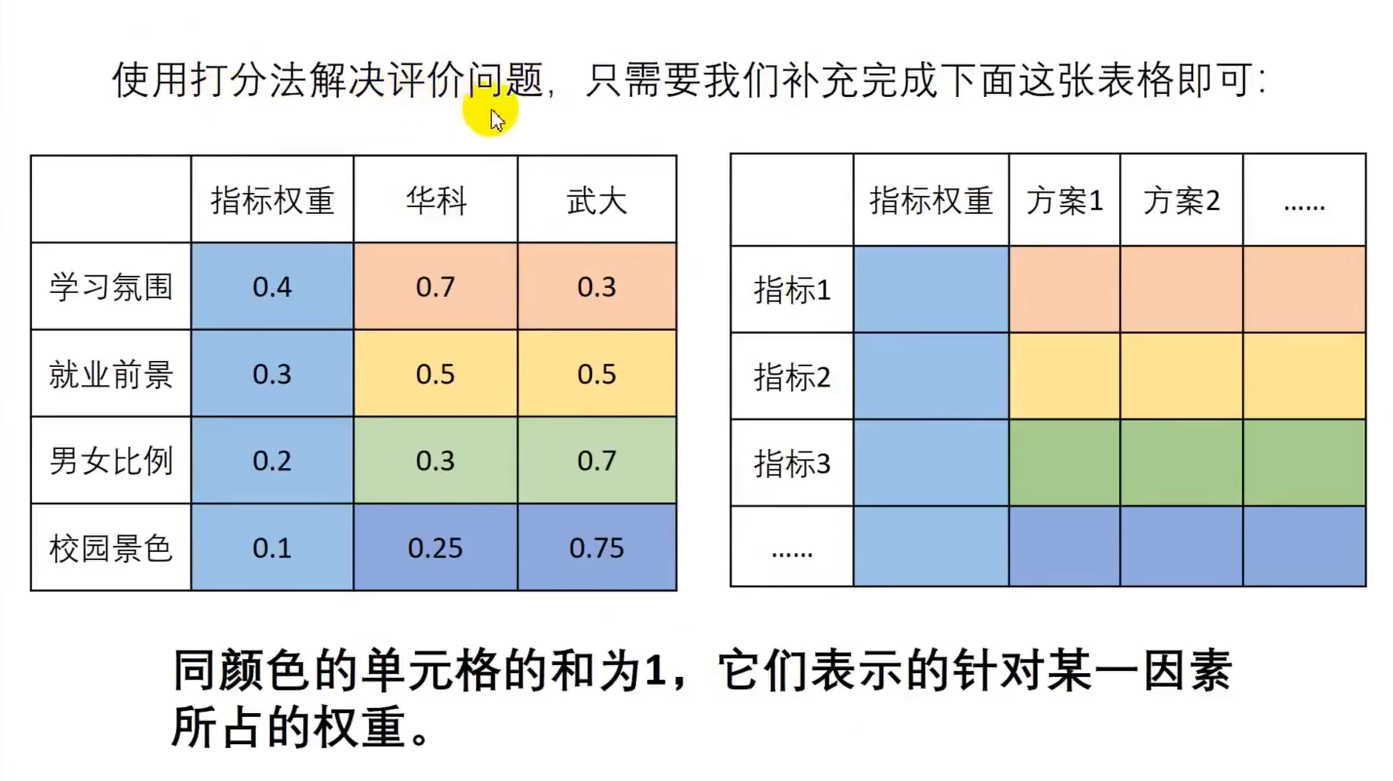 使用打分法解决评价问题，只需要我们补充完成下面这张表格即可：
指标权重 华科 武大
学习氛围 0.4 0.7 0.3
就业前景 0.3 0.5 0.5
男女比例 0.2 0.3 0.7
校园景色 0.1 0.25 0.75
指标权重 方案1 方案2 ……
指标1
指标2
指标3
……
同颜色的单元格的和为1，它们表示的针对某一因素
所占的权重。